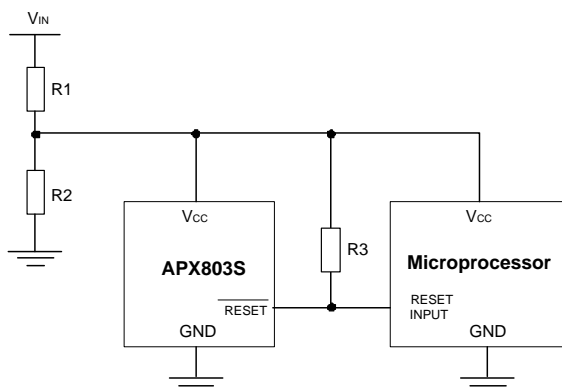 VIN
R1
R2
VCC
APX803S
RESET
GND
R3
VCC
Microprocessor
RESET
INPUT
GND